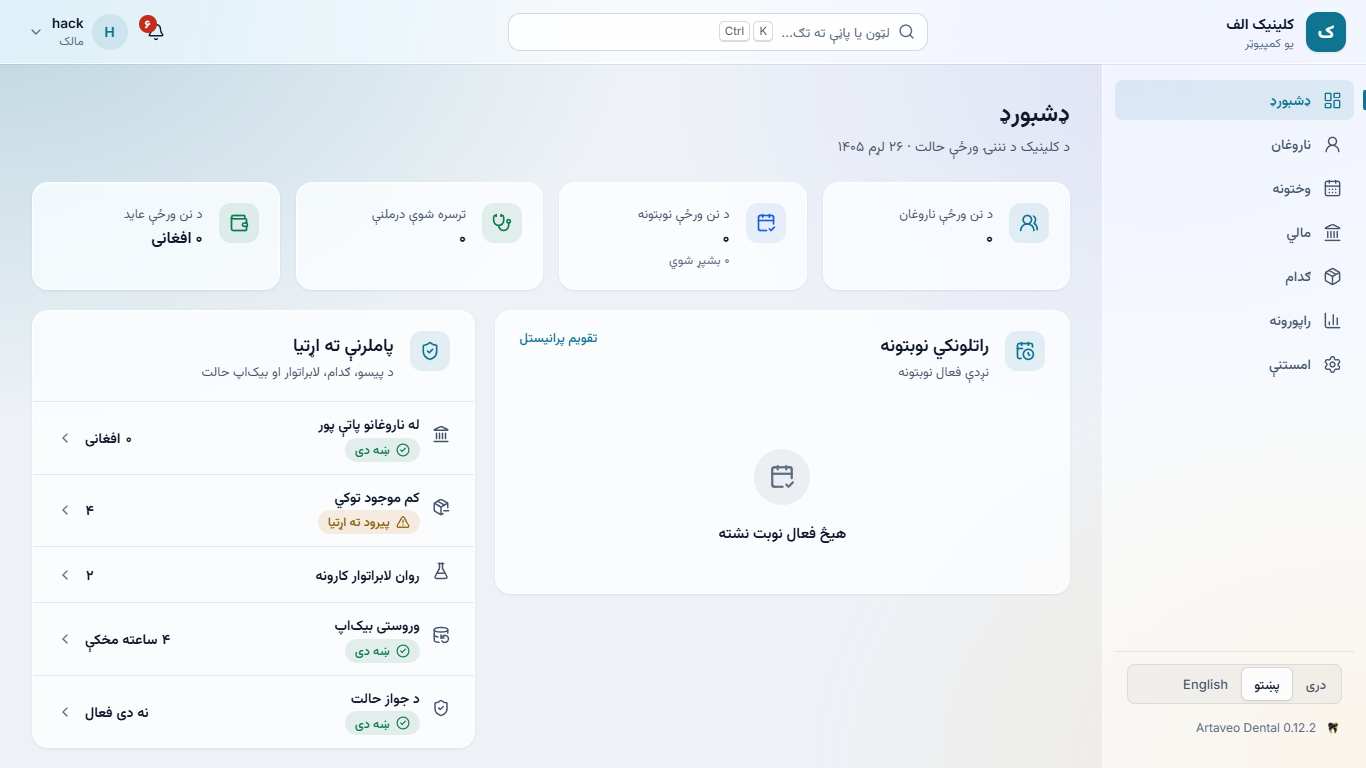 ک
کلینیک الف
یو کمپیوټر
لټون یا پاڼې ته تګ...
K
Ctrl
۶
H
hack
مالک
ډشبورډ
ناروغان
وختونه
مالي
ګدام
راپورونه
امستنې
دری
پښتو
English
Artaveo Dental 0.12.2
ډشبورډ
د کلینیک د نننۍ ورځې حالت · ۲۶ لړم ۱۴۰۵
د نن ورځې ناروغان
۰
د نن ورځې نوبتونه
۰
۰ بشپړ شوي
ترسره شوې درملنې
۰
د نن ورځې عاید
۰ افغانی
راتلونکي نوبتونه
نږدې فعال نوبتونه
تقویم پرانیستل
هیڅ فعال نوبت نشته
پاملرنې ته اړتیا
د پیسو، ګدام، لابراتوار او بیک‌اپ حالت
له ناروغانو پاتې پور
ښه دی
۰ افغانی
کم موجود توکي
پیرود ته اړتیا
۴
روان لابراتوار کارونه
۲
وروستی بیک‌اپ
ښه دی
۴ ساعته مخکې
د جواز حالت
ښه دی
نه دی فعال